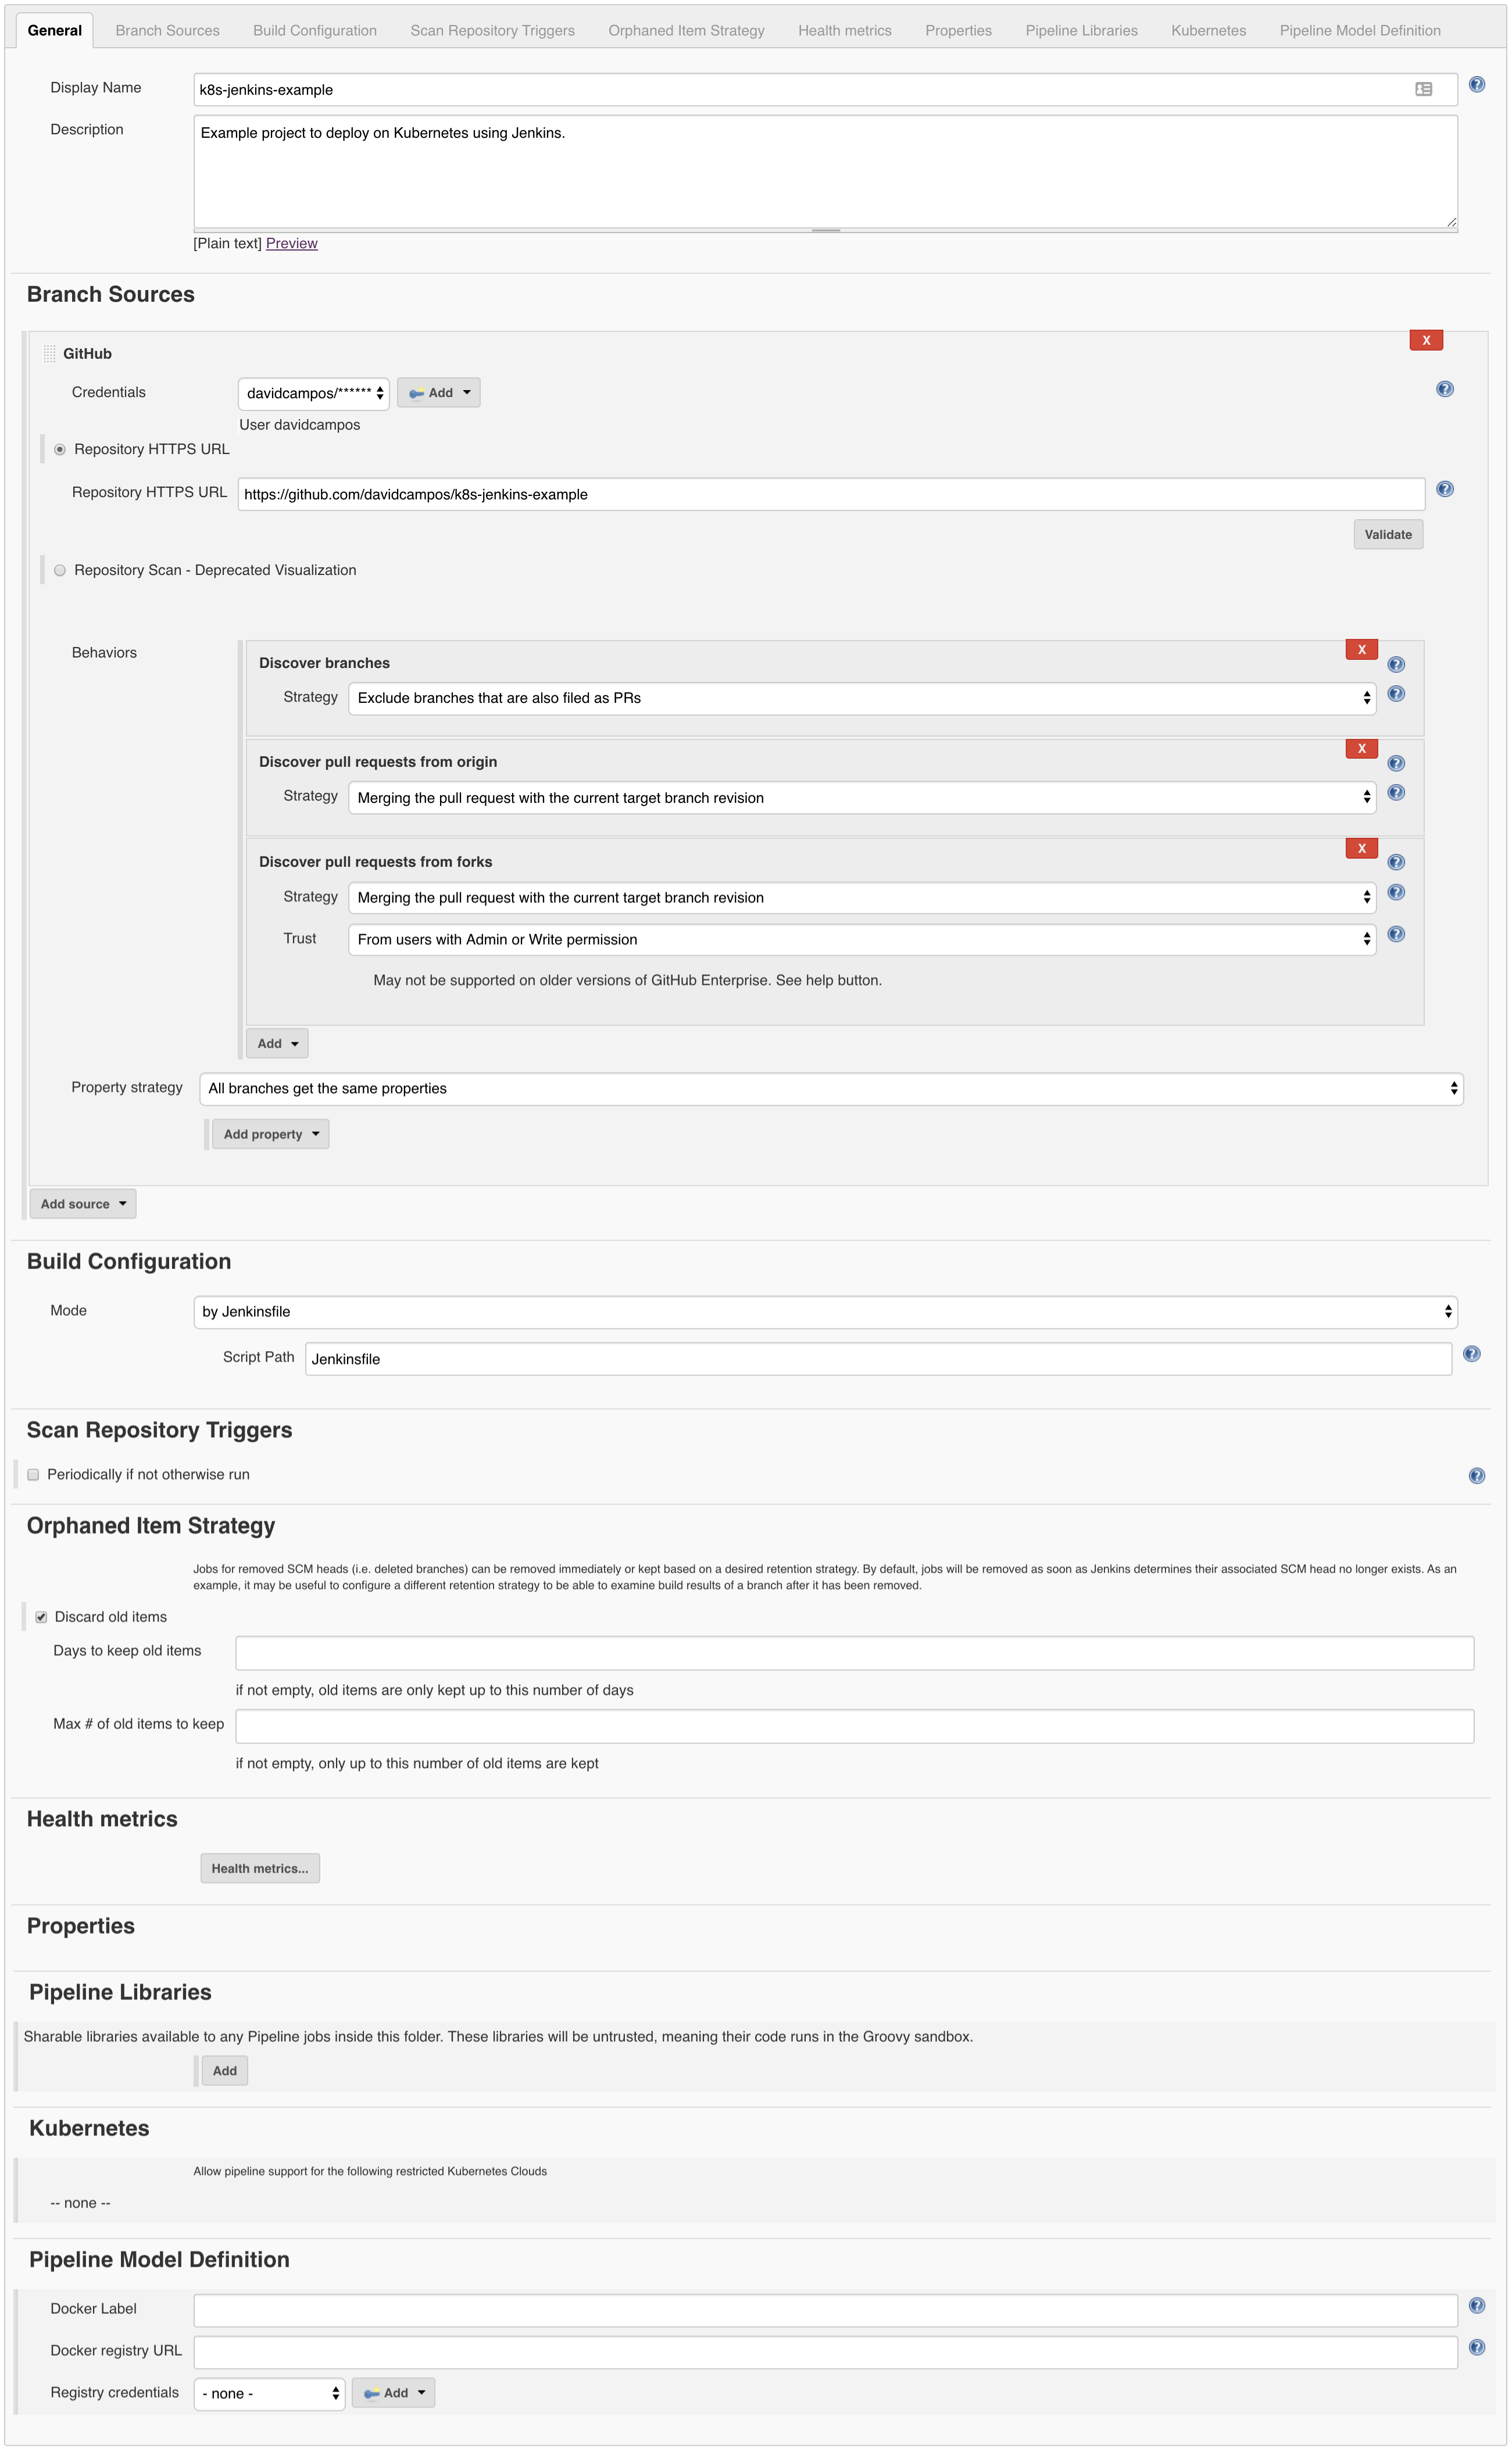 General Branch Sources Build Configuration Scan Repository Triggers Orphaned Item Strategy Health metrics Properties Pipeline Libraries Kubernetes Pipeline Model Definition
Display Name k8s-jenkins-example
Description Example project to deploy on Kubernetes using Jenkins.
[Plain text] Preview
Branch Sources
X
GitHub
Credentials davidcampos/****** Add
User davidcampos
Repository HTTPS URL
Repository HTTPS URL https://github.com/davidcampos/k8s-jenkins-example
Validate
Repository Scan - Deprecated Visualization
Behaviors
X
Discover branches
Strategy Exclude branches that are also filed as PRs
X
Discover pull requests from origin
Strategy Merging the pull request with the current target branch revision
X
Discover pull requests from forks
Strategy Merging the pull request with the current target branch revision
Trust From users with Admin or Write permission
May not be supported on older versions of GitHub Enterprise. See help button.
Add
Property strategy All branches get the same properties
Add property
Add source
Build Configuration
Mode by Jenkinsfile
Script Path Jenkinsfile
Scan Repository Triggers
Periodically if not otherwise run
Orphaned Item Strategy
Jobs for removed SCM heads (i.e. deleted branches) can be removed immediately or kept based on a desired retention strategy. By default, jobs will be removed as soon as Jenkins determines their associated SCM head no longer exists. As an
example, it may be useful to configure a different retention strategy to be able to examine build results of a branch after it has been removed.
Discard old items
Days to keep old items
if not empty, old items are only kept up to this number of days
Max # of old items to keep
if not empty, only up to this number of old items are kept
Health metrics
Health metrics...
Properties
Pipeline Libraries
Sharable libraries available to any Pipeline jobs inside this folder. These libraries will be untrusted, meaning their code runs in the Groovy sandbox.
Add
Kubernetes
Allow pipeline support for the following restricted Kubernetes Clouds
-- none --
Pipeline Model Definition
Docker Label
Docker registry URL
Registry credentials - none - Add